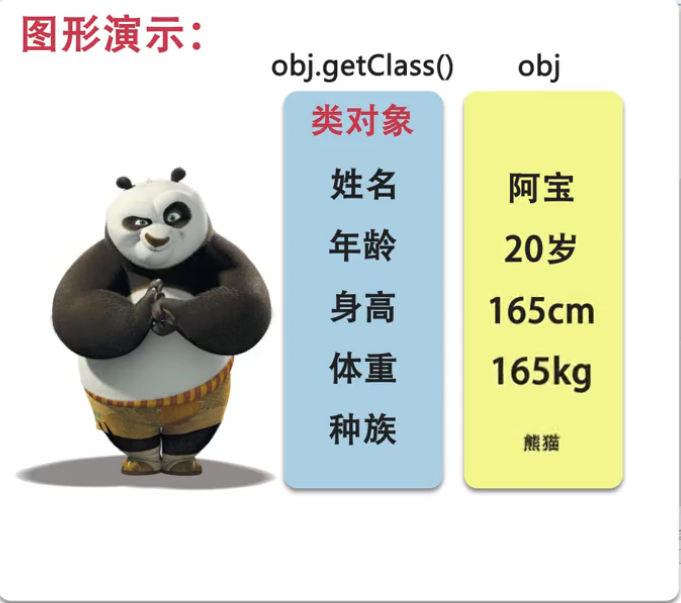 图形演示：
obj.getClass() obj
类对象
姓名 阿宝
年龄 20岁
身高 165cm
体重 165kg
种族 熊猫